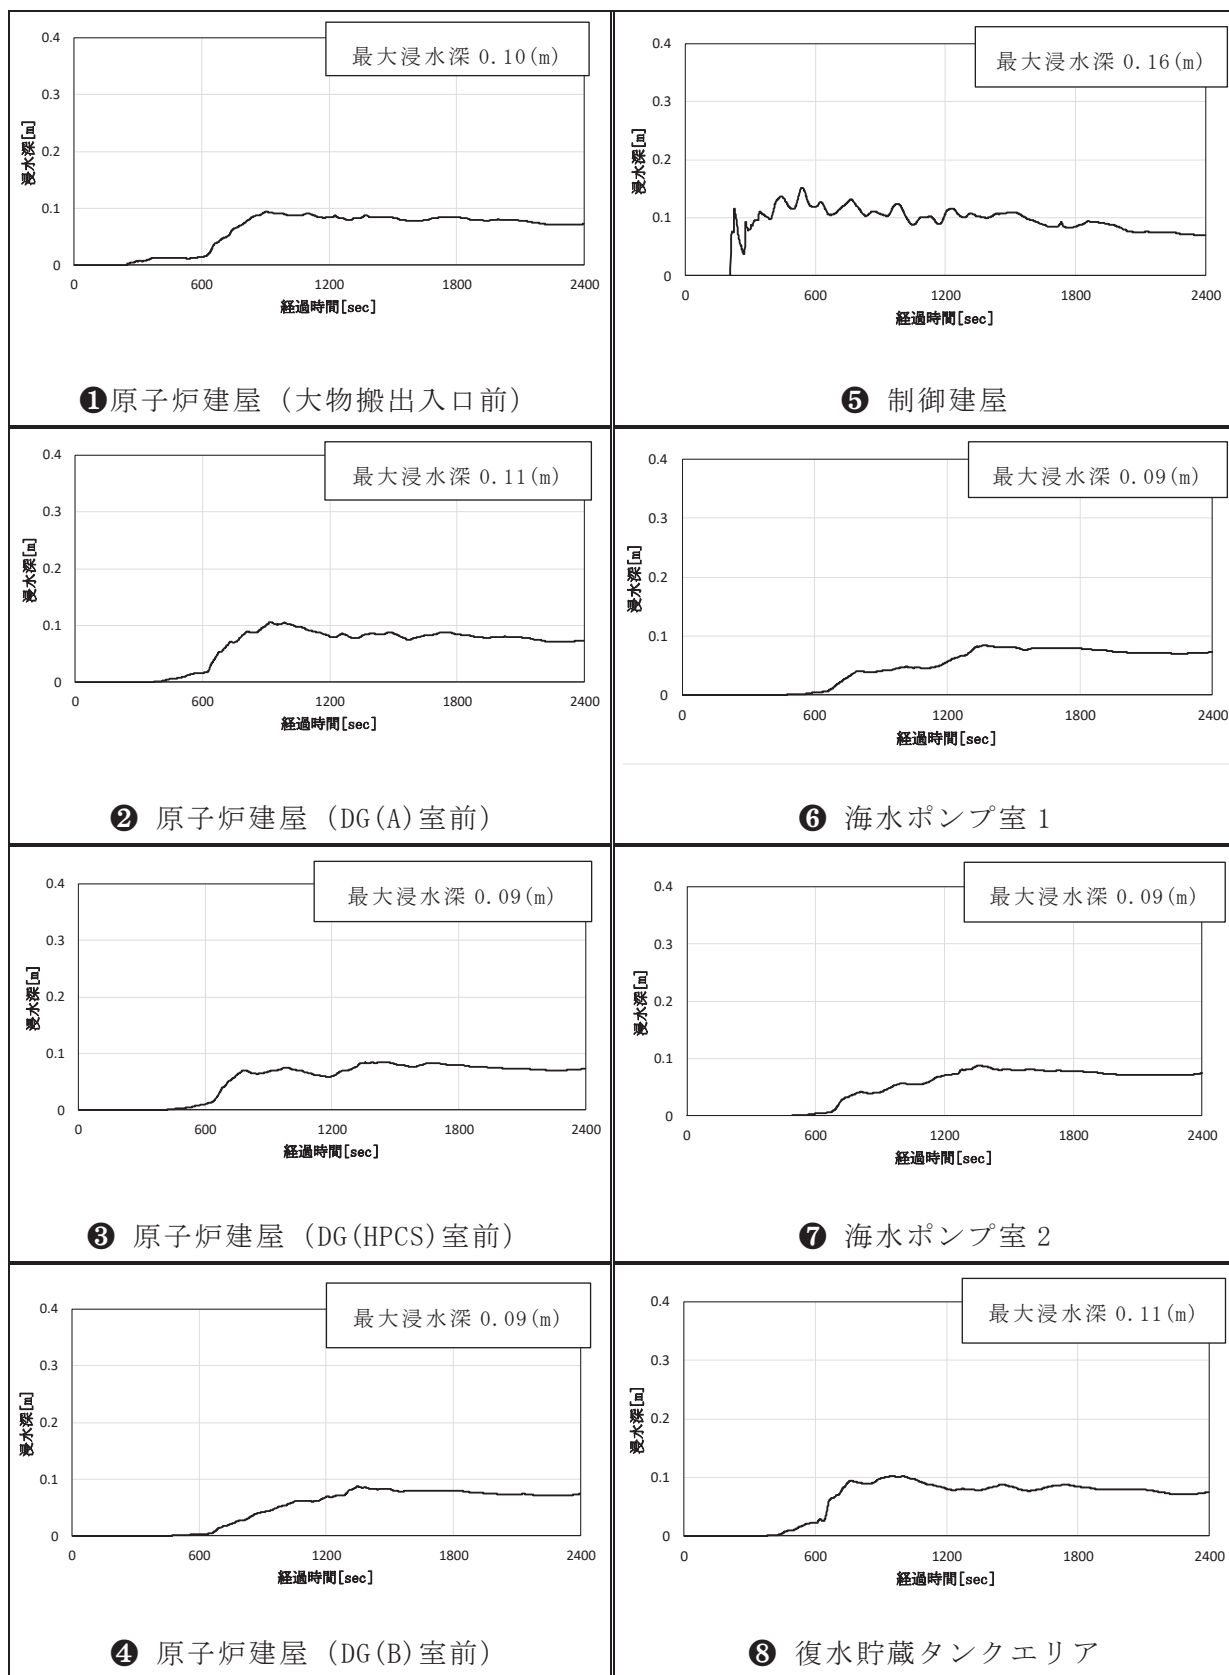 最大浸水深 0.10(m)
浸水深[m]
0.4
0.3
0.2
0.1
0
0 600 1200 1800 2400
経過時間[sec]
❶原子炉建屋（大物搬出入口前）
最大浸水深 0.16(m)
浸水深[m]
0.4
0.3
0.2
0.1
0
0 600 1200 1800 2400
経過時間[sec]
❺ 制御建屋
最大浸水深 0.11(m)
浸水深[m]
0.4
0.3
0.2
0.1
0
0 600 1200 1800 2400
経過時間[sec]
❷ 原子炉建屋（DG(A)室前）
最大浸水深 0.09(m)
浸水深[m]
0.4
0.3
0.2
0.1
0
0 600 1200 1800 2400
経過時間[sec]
❻ 海水ポンプ室 1
最大浸水深 0.09(m)
浸水深[m]
0.4
0.3
0.2
0.1
0
0 600 1200 1800 2400
経過時間[sec]
❸ 原子炉建屋（DG(HPCS)室前）
最大浸水深 0.09(m)
浸水深[m]
0.4
0.3
0.2
0.1
0
0 600 1200 1800 2400
経過時間[sec]
❼ 海水ポンプ室 2
最大浸水深 0.09(m)
浸水深[m]
0.4
0.3
0.2
0.1
0
0 600 1200 1800 2400
経過時間[sec]
❹ 原子炉建屋（DG(B)室前）
最大浸水深 0.11(m)
浸水深[m]
0.4
0.3
0.2
0.1
0
0 600 1200 1800 2400
経過時間[sec]
❽ 復水貯蔵タンクエリア